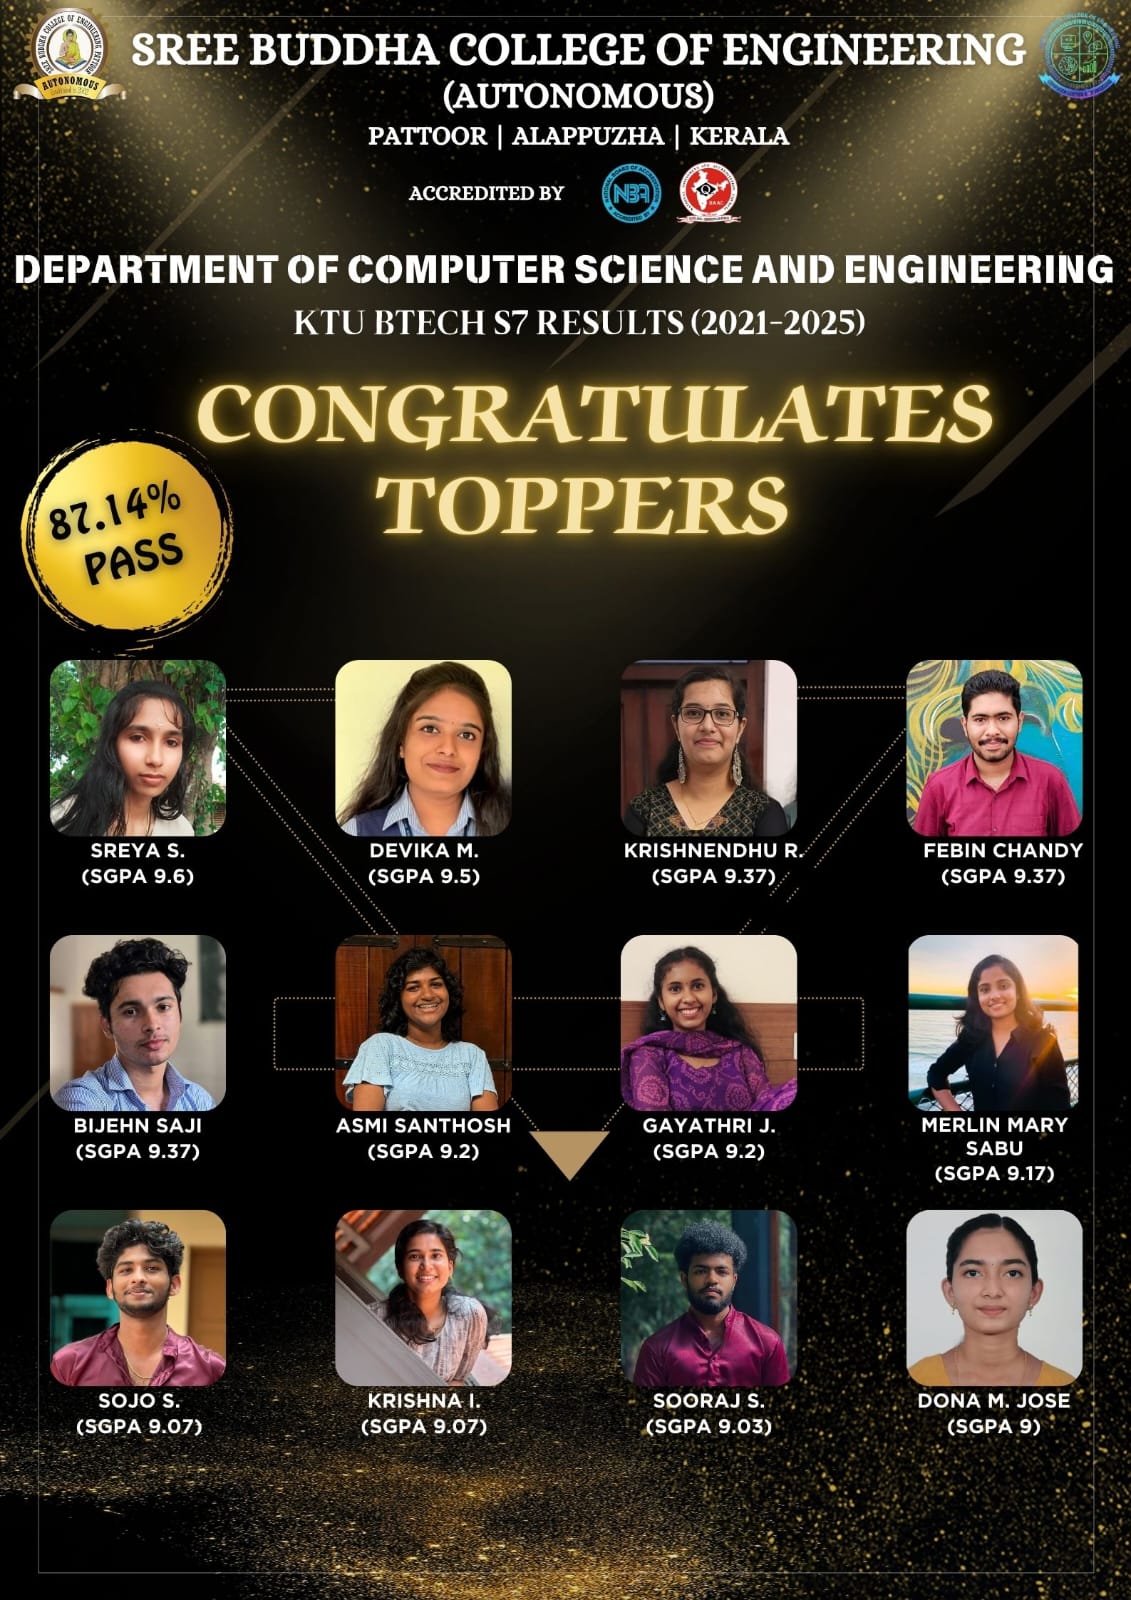 SREE BUDDHA COLLEGE OF ENGINEERING
(AUTONOMOUS)
PATTOOR | ALAPPUZHA | KERALA
ACCREDITED BY
NBA
DEPARTMENT OF COMPUTER SCIENCE AND ENGINEERING
KTU BTECH S7 RESULTS (2021-2025)
CONGRATULATES
TOPPERS
87.14%
PASS
SREYA S.
(SGPA 9.6)
DEVIKA M.
(SGPA 9.5)
KRISHNENDHU R.
(SGPA 9.37)
FEBIN CHANDY
(SGPA 9.37)
BIJEHN SAJI
(SGPA 9.37)
ASMI SANTHOSH
(SGPA 9.2)
GAYATHRI J.
(SGPA 9.2)
MERLIN MARY
SABU
(SGPA 9.17)
SOJO S.
(SGPA 9.07)
KRISHNA I.
(SGPA 9.07)
SOORAJ S.
(SGPA 9.03)
DONA M. JOSE
(SGPA 9)
AUTONOMOUS